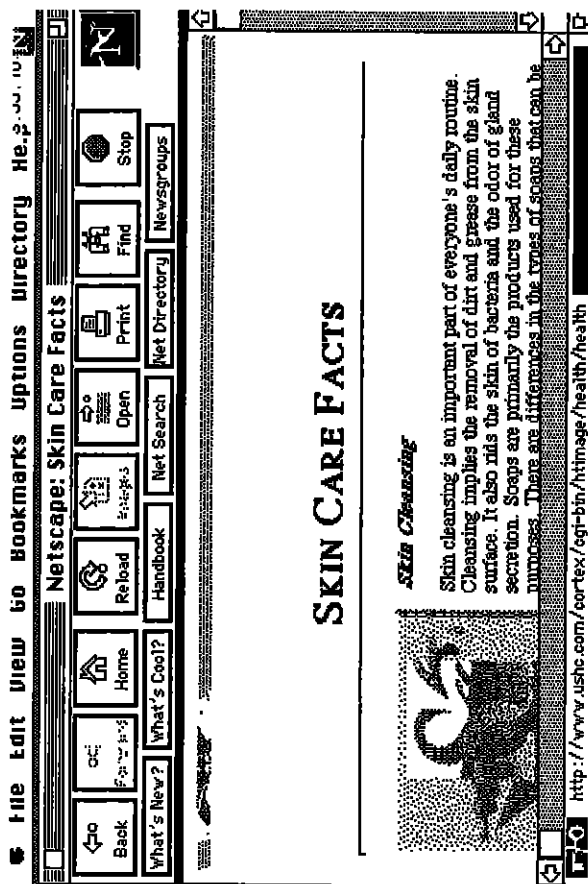 File Edit View Go Bookmarks Options Directory Help
Netscape: Skin Care Facts
Back Forward Home Reload Images Open Print Find Stop
N
What's New? What's Cool? Handbook Net Search Net Directory Newsgroups
SKIN CARE FACTS
Skin Cleansing
Skin cleansing is an important part of everyone's daily routine.
Cleansing implies the removal of dirt and grease from the skin
surface. It also rids the skin of bacteria and the odor of gland
secretion. Soaps are primarily the products used for these
purposes. There are differences in the types of soaps that can be
http://www.ushc.com/cortex/cgi-bin/htimage/health/health